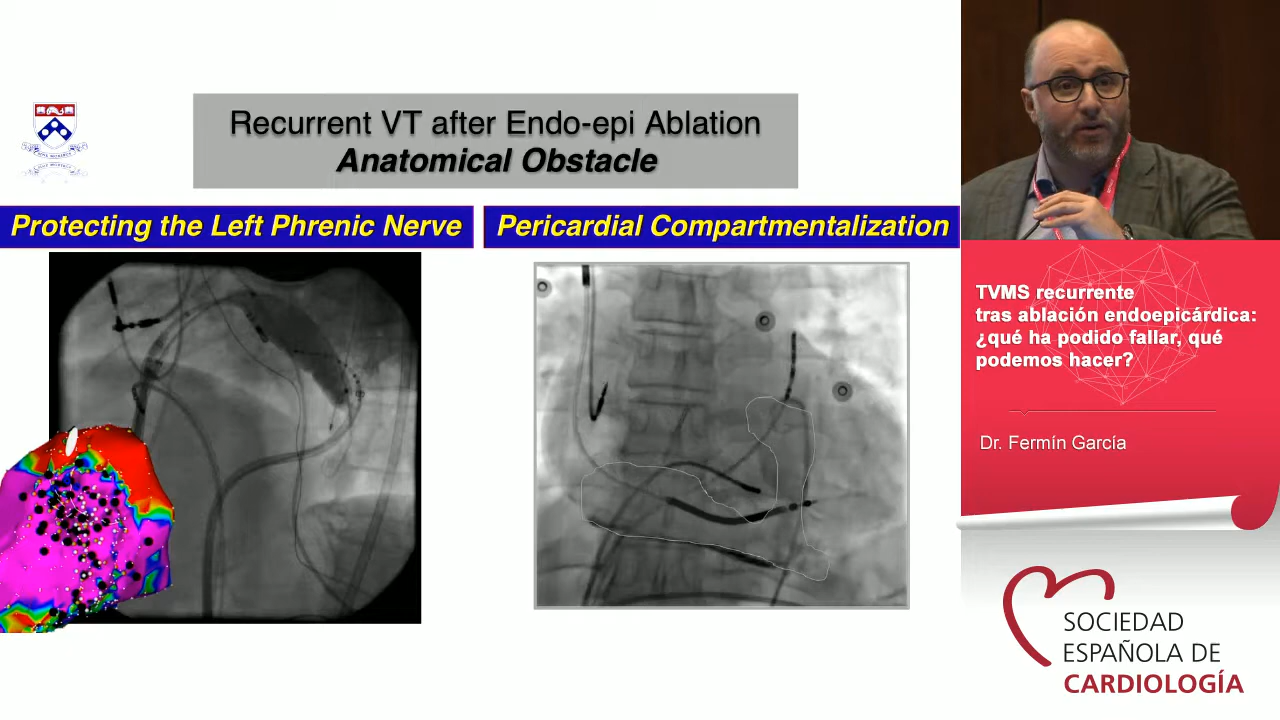 Recurrent VT after Endo-epi Ablation
Anatomical Obstacle
Protecting the Left Phrenic Nerve
Pericardial Compartmentalization
TVMS recurrente
tras ablación endoepicárdica:
¿qué ha podido fallar, qué
podemos hacer?
Dr. Fermín García
SOCIEDAD
ESPAÑOLA DE
CARDIOLOGÍA